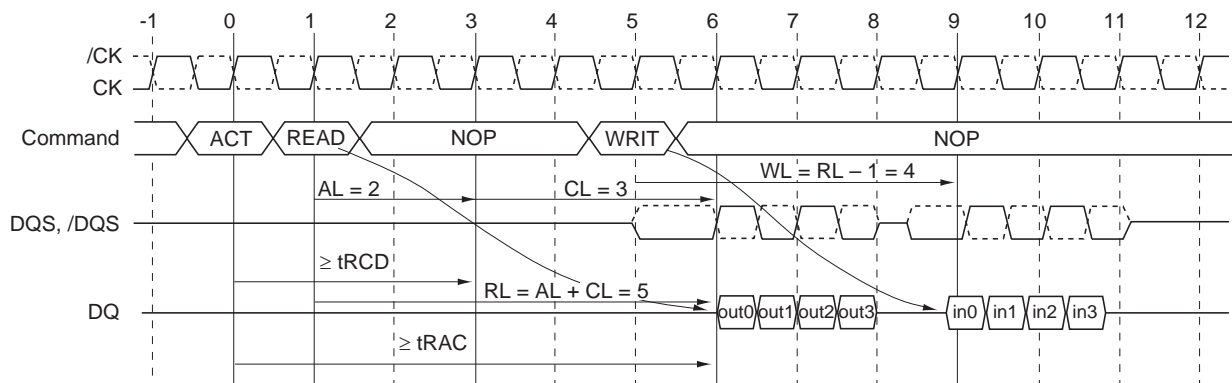 -1 0 1 2 3 4 5 6 7 8 9 10 11 12
/CK
CK
Command ACT READ NOP WRIT NOP
WL = RL – 1 = 4
AL = 2 CL = 3
DQS, /DQS
≥ tRCD
RL = AL + CL = 5
DQ out0 out1 out2 out3 in0 in1 in2 in3
≥ tRAC